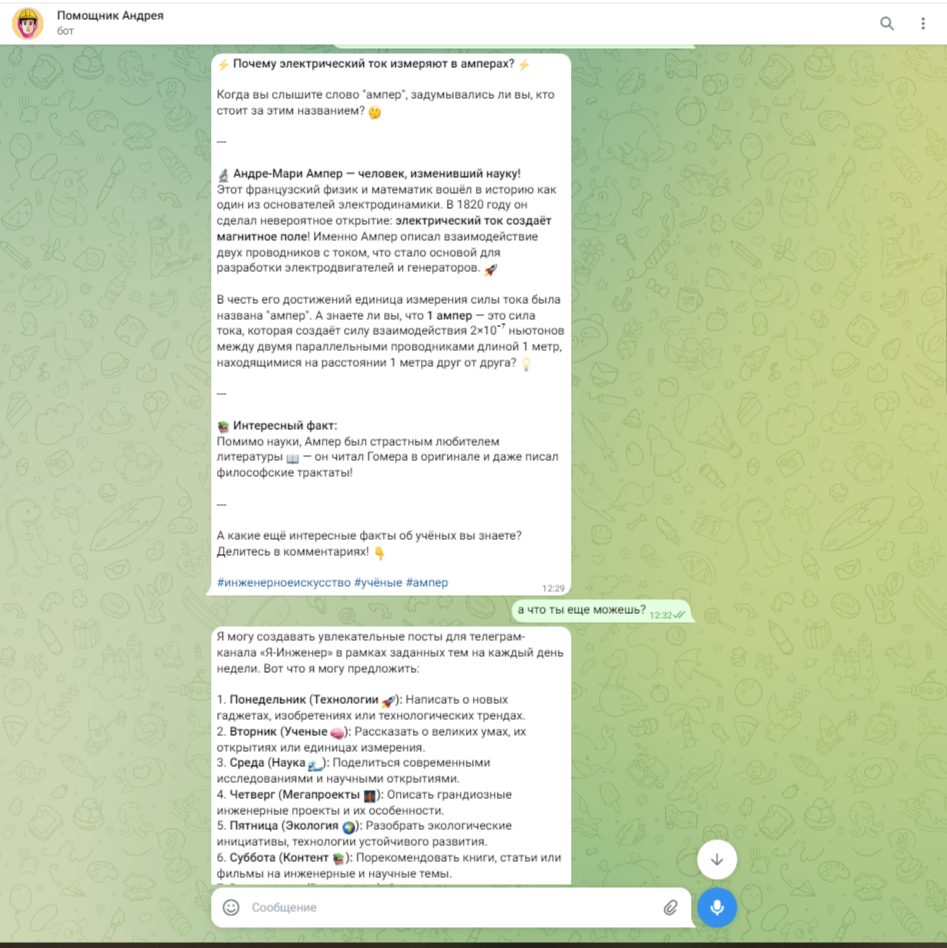 Помощник Андрея
бот
⚡ Почему электрический ток измеряют в амперах? ⚡
Когда вы слышите слово "ампер", задумывались ли вы, кто
стоит за этим названием? 🤔
---
🔬 Андре-Мари Ампер — человек, изменивший науку!
Этот французский физик и математик вошёл в историю как
один из основателей электродинамики. В 1820 году он
сделал невероятное открытие: электрический ток создаёт
магнитное поле! Именно Ампер описал взаимодействие
двух проводников с током, что стало основой для
разработки электродвигателей и генераторов. 🚀
В честь его достижений единица измерения силы тока была
названа "ампер". А знаете ли вы, что 1 ампер — это сила
тока, которая создаёт силу взаимодействия 2×10⁻⁷ ньютонов
между двумя параллельными проводниками длиной 1 метр,
находящимися на расстоянии 1 метра друг от друга? 💡
---
📚 Интересный факт:
Помимо науки, Ампер был страстным любителем
литературы 📖 — он читал Гомера в оригинале и даже писал
философские трактаты!
---
А какие ещё интересные факты об учёных вы знаете?
Делитесь в комментариях! 👇
#инженерноеискусство #учёные #ампер
12:29
а что ты еще можешь? 12:32
Я могу создавать увлекательные посты для телеграм-
канала «Я-Инженер» в рамках заданных тем на каждый день
недели. Вот что я могу предложить:
1. Понедельник (Технологии 🚀): Написать о новых
гаджетах, изобретениях или технологических трендах.
2. Вторник (Ученые 🧠): Рассказать о великих умах, их
открытиях или единицах измерения.
3. Среда (Наука 🌊): Поделиться современными
исследованиями и научными открытиями.
4. Четверг (Мегапроекты 🌉): Описать грандиозные
инженерные проекты и их особенности.
5. Пятница (Экология 🌍): Разобрать экологические
инициативы, технологии устойчивого развития.
6. Суббота (Контент 📚): Порекомендовать книги, статьи или
фильмы на инженерные и научные темы.
Сообщение